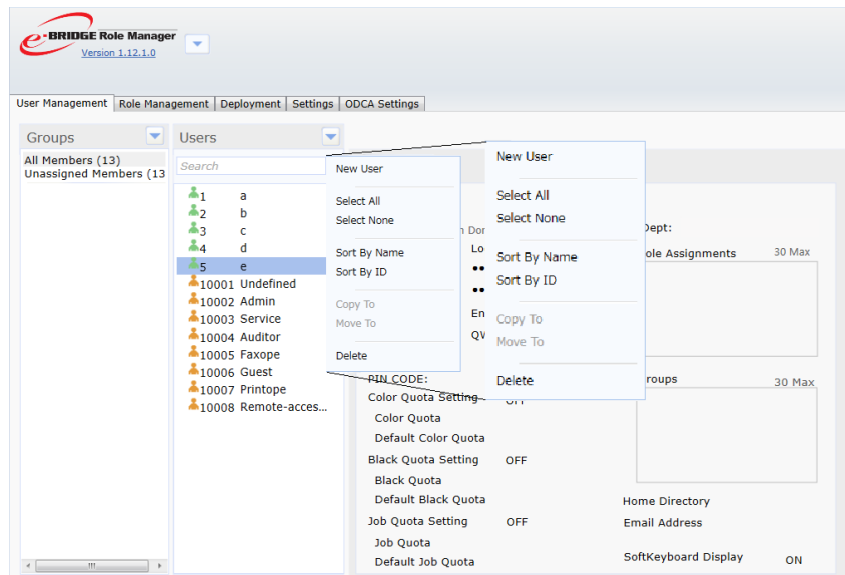 e-BRIDGE Role Manager
Version 1.12.1.0
User Management
Role Management
Deployment
Settings
ODCA Settings
Groups
All Members (13)
Unassigned Members (13
Users
Search
1 a
2 b
3 c
4 d
5 e
10001 Undefined
10002 Admin
10003 Service
10004 Auditor
10005 Faxope
10006 Guest
10007 Printope
10008 Remote-acces...
New User
Select All
Select None
Sort By Name
Sort By ID
Copy To
Move To
Delete
New User
Select All
Select None
Sort By Name
Sort By ID
Copy To
Move To
Delete
Lo
En
PIN CODE:
Color Quota Setting
Color Quota
Default Color Quota
Black Quota Setting OFF
Black Quota
Default Black Quota
Job Quota Setting OFF
Job Quota
Default Job Quota
Dept:
ole Assignments 30 Max
roups 30 Max
Home Directory
Email Address
SoftKeyboard Display ON